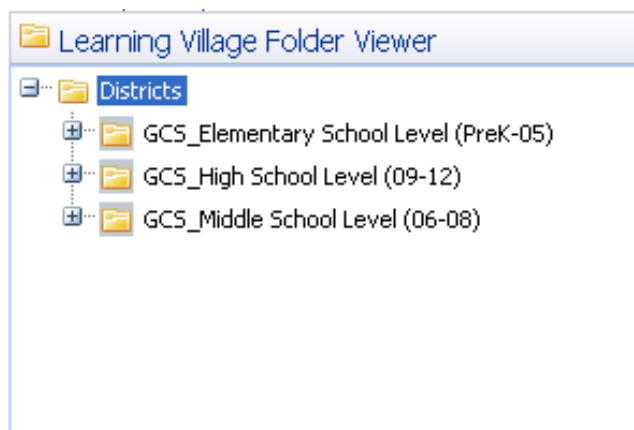 Learning Village Folder Viewer
Districts
GCS_Elementary School Level (PreK-05)
GCS_High School Level (09-12)
GCS_Middle School Level (06-08)